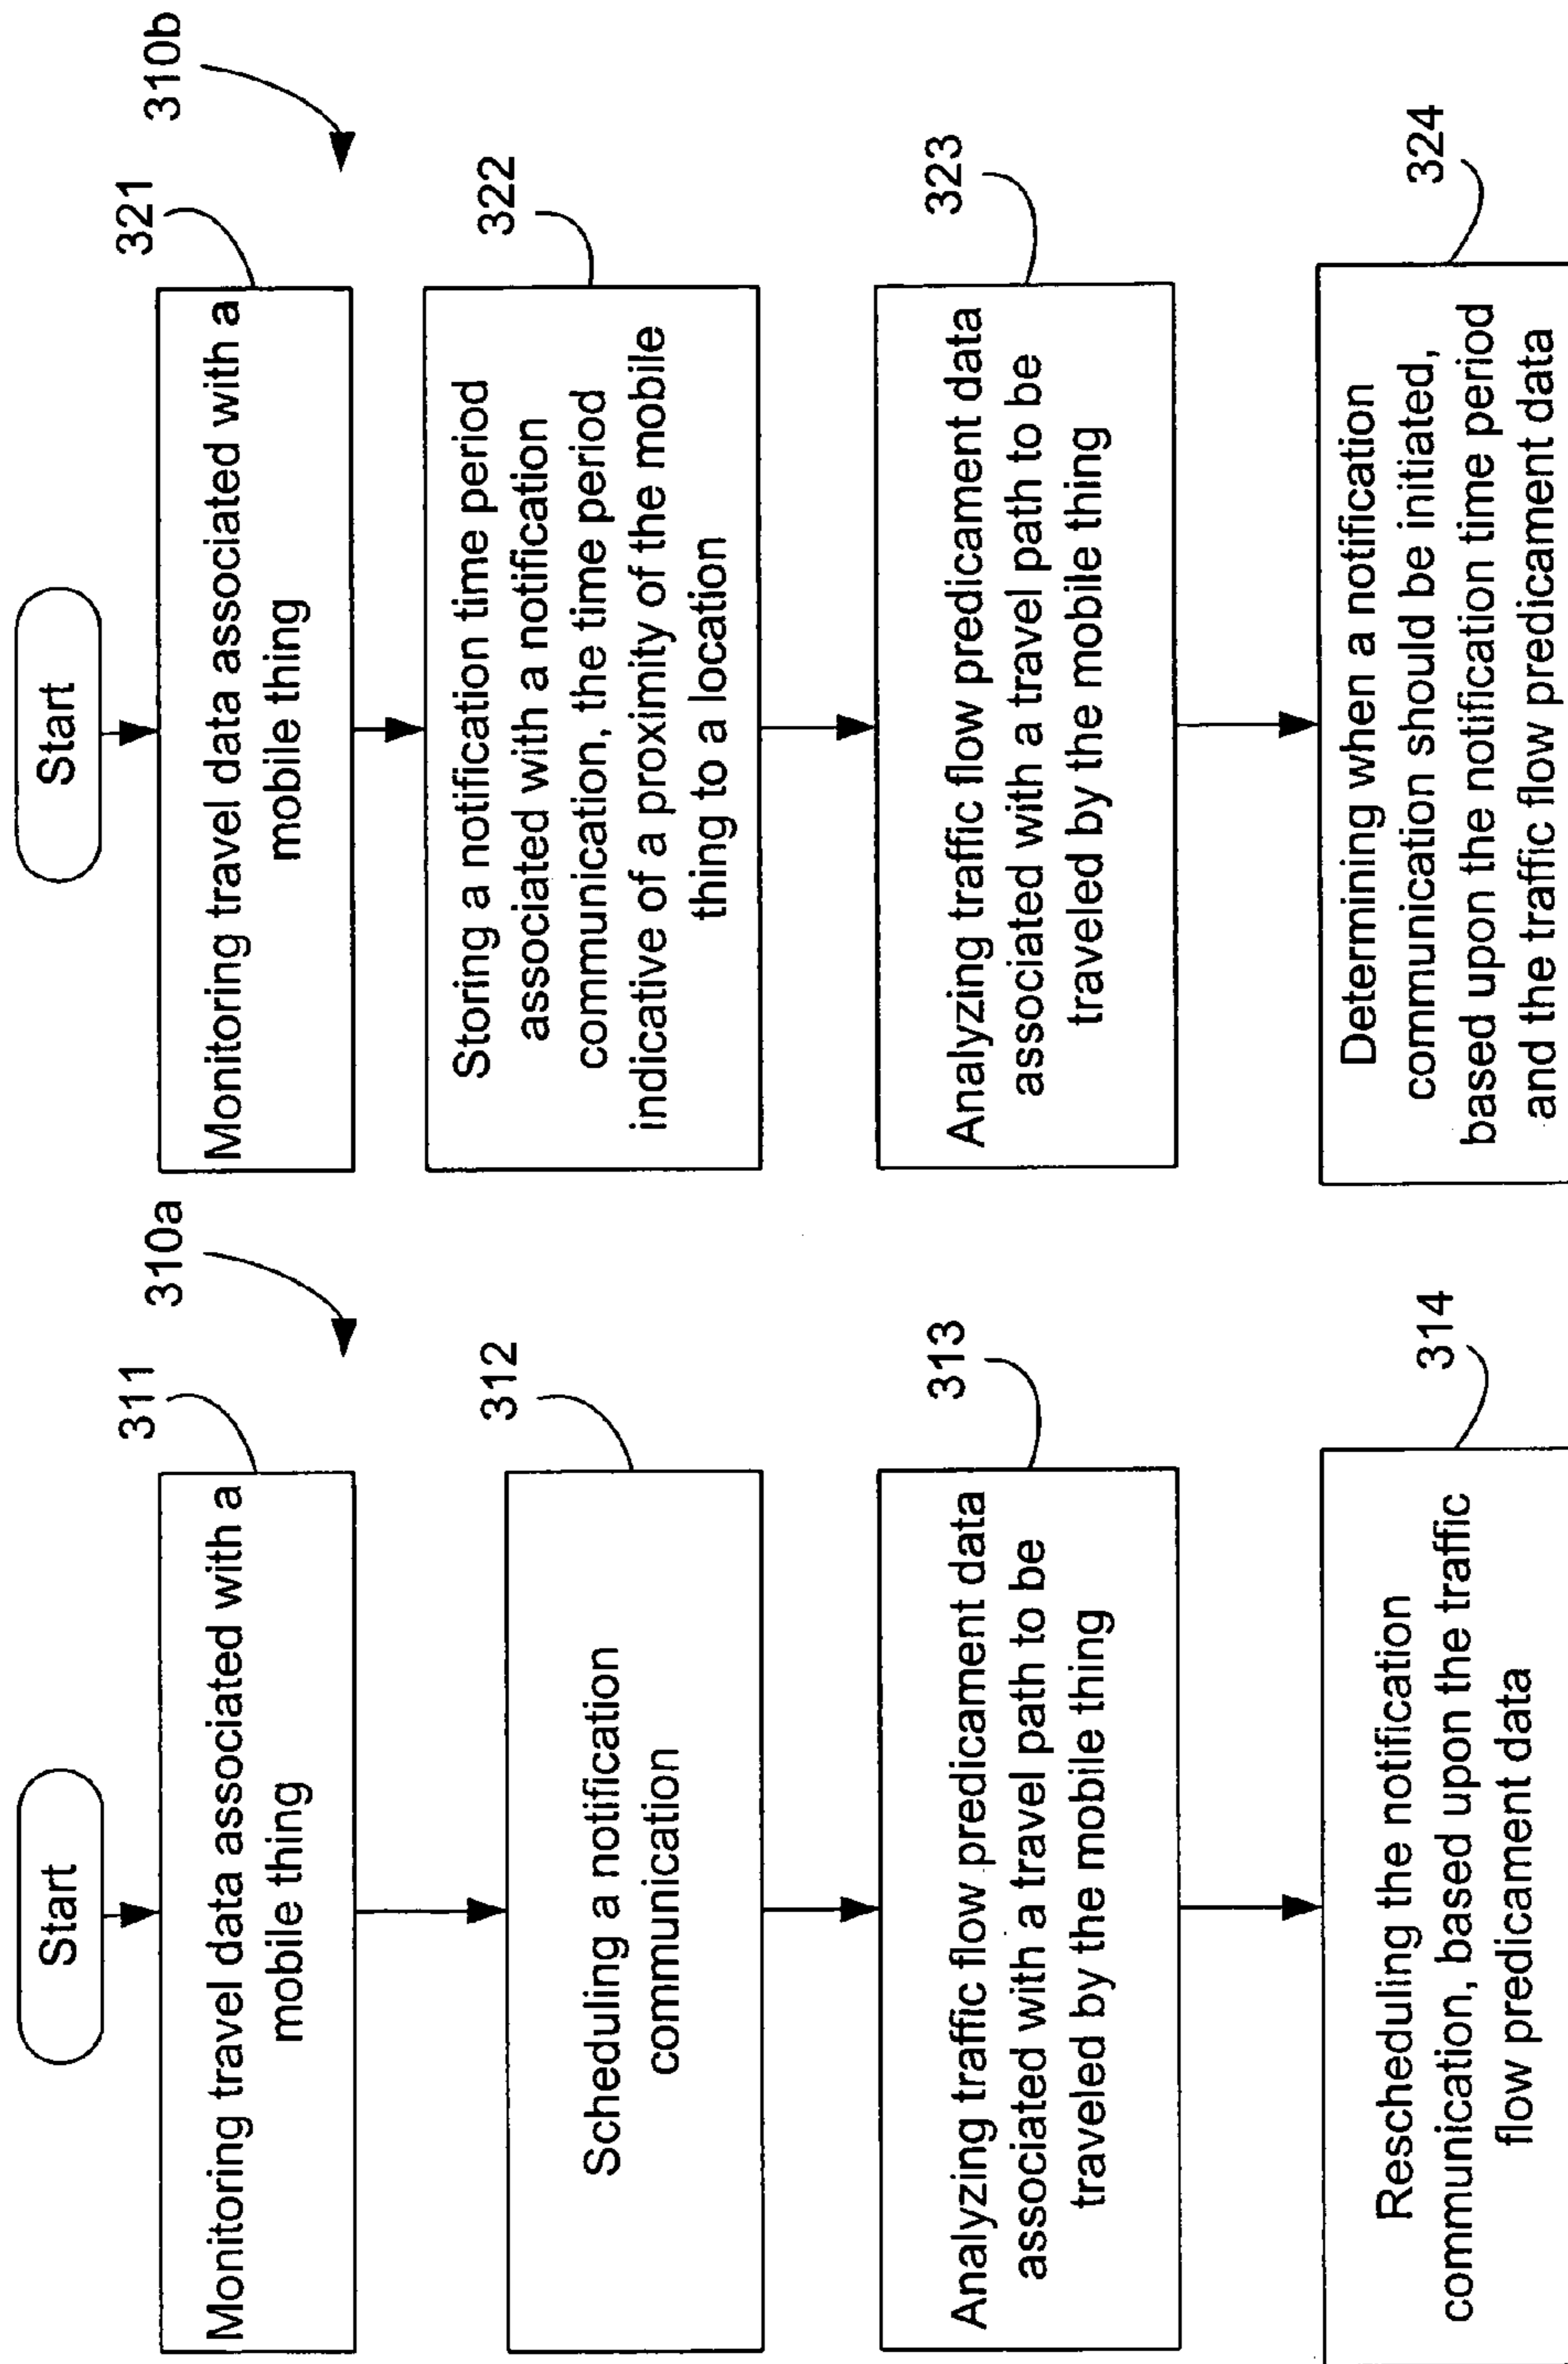 Start
310a
311
Monitoring travel data associated with a
mobile thing
312
Scheduling a notification
communication
313
Analyzing traffic flow predicament data
associated with a travel path to be
traveled by the mobile thing
314
Rescheduling the notification
communication, based upon the traffic
flow predicament data
Start
310b
321
Monitoring travel data associated with a
mobile thing
322
Storing a notification time period
associated with a notification
communication, the time period
indicative of a proximity of the mobile
thing to a location
323
Analyzing traffic flow predicament data
associated with a travel path to be
traveled by the mobile thing
324
Determining when a notification
communication should be initiated,
based upon the notification time period
and the traffic flow predicament data